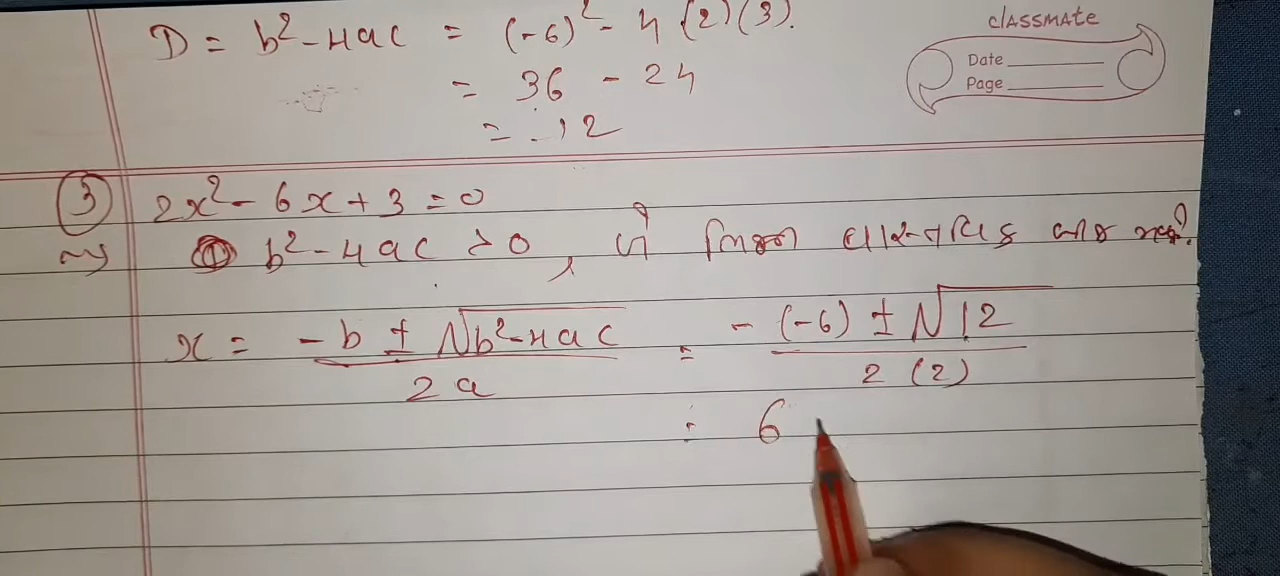 D = b² - 4ac = (-6)² - 4 (2)(3).
classmate
Date
Page
= 36 - 24
= 12
③ 2x² - 6x + 3 = 0
b² - 4ac > 0,
x = (-b ± √(b² - 4ac)) / 2a = (-(-6) ± √12) / 2(2)
= 6